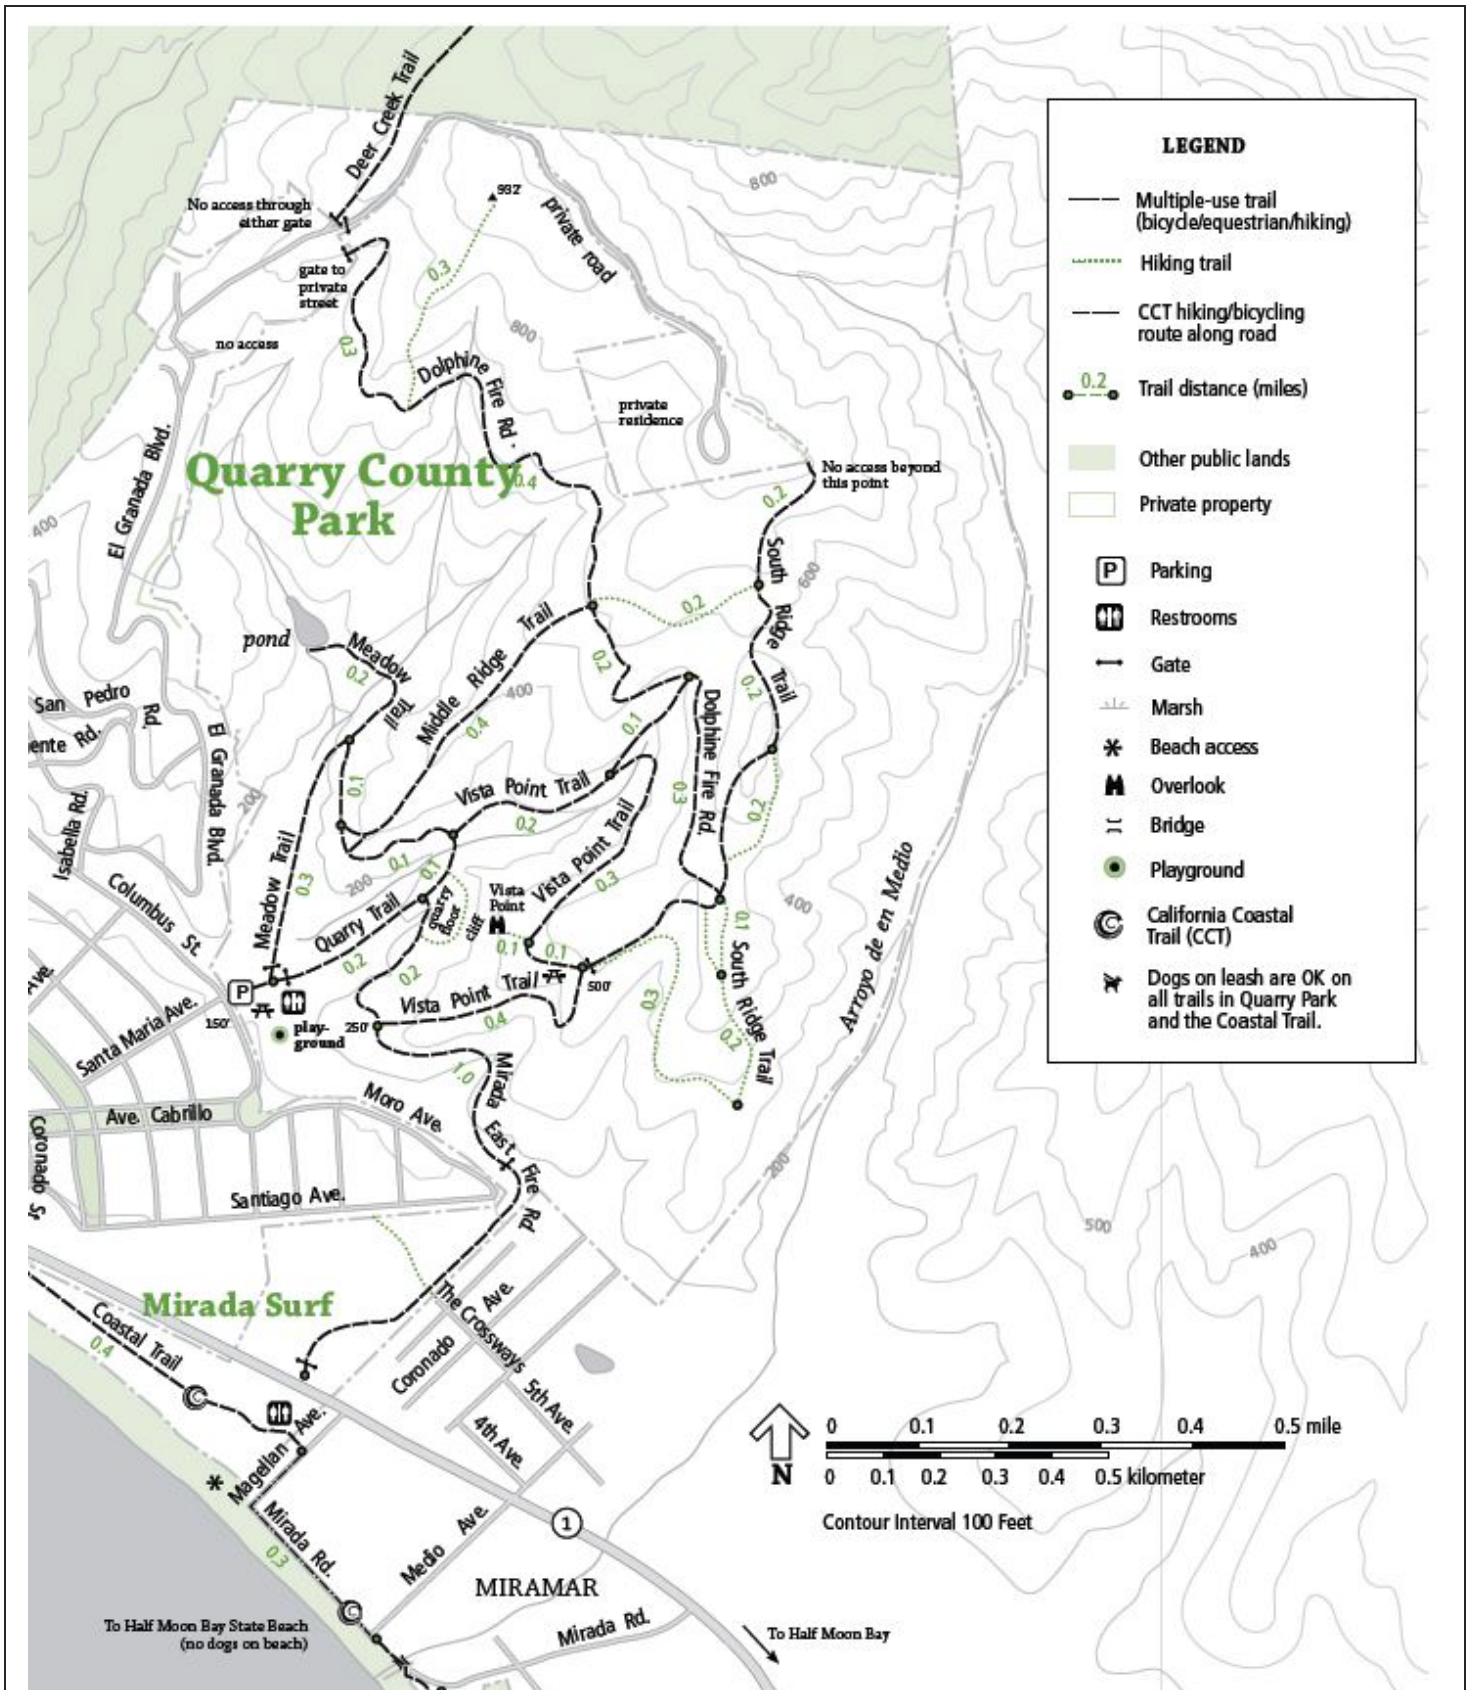 Deer Creek Trail
No access through
either gate
992'
private road
gate to
private
street
0.3
0.3
no access
800
800
Dolphine Fire Rd.
private
residence
El Granada Blvd.
Quarry County
Park
0.4
No access beyond
this point
0.2
400
South Ridge Trail
600
0.2
pond
Meadow Trail
0.2
Middle Ridge Trail
0.4
400
0.2
0.1
0.2
San Pedro Rd.
ente Rd.
El Granada Blvd.
200
Isabella Rd.
0.1
Vista Point Trail
0.2
Dolphine Fire Rd.
0.3
0.2
Meadow Trail
0.3
0.1
0.1
200
Vista Point Trail
0.3
Columbus St.
Quarry Trail
0.2
quarry
floor
cliff
Vista
Point
0.1
0.1
400
Arroyo de en Medio
0.1
Ave.
P
Santa Maria Ave.
150'
play-
ground
250'
0.2
Vista Point Trail
0.4
500'
0.3
South Ridge Trail
0.2
Mirada East Fire Rd.
1.0
Moro Ave.
Ave. Cabrillo
Coronado Sr
Santiago Ave.
200
500
400
Mirada Surf
Coastal Trail
0.4
C
The Crossways
Ave.
Coronado
5th Ave.
4th Ave.
Magellan Ave.
Mirada Rd.
0.3
Medio Ave.
1
C
MIRAMAR
Mirada Rd.
To Half Moon Bay State Beach
(no dogs on beach)
To Half Moon Bay
LEGEND
Multiple-use trail
(bicycle/equestrian/hiking)
Hiking trail
CCT hiking/bicycling
route along road
0.2
Trail distance (miles)
Other public lands
Private property
P
Parking
Restrooms
Gate
Marsh
Beach access
Overlook
Bridge
Playground
C
California Coastal
Trail (CCT)
Dogs on leash are OK on
all trails in Quarry Park
and the Coastal Trail.
N
0 0.1 0.2 0.3 0.4 0.5 mile
0 0.1 0.2 0.3 0.4 0.5 kilometer
Contour Interval 100 Feet